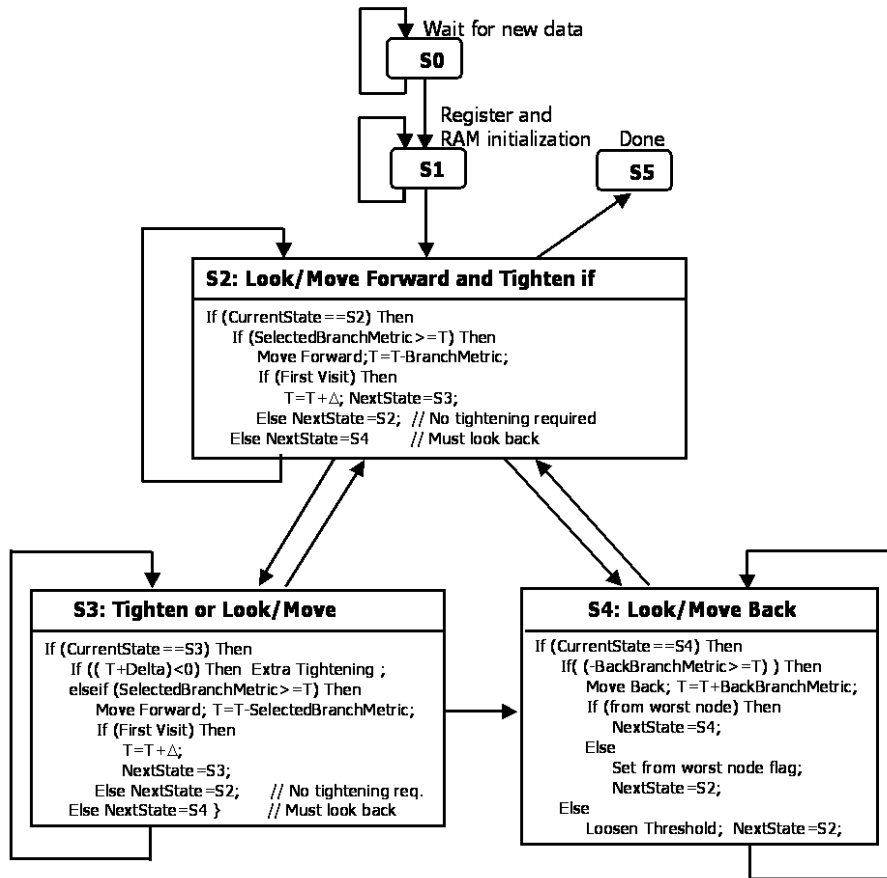 Wait for new data
S0
Register and
RAM initialization
S1
Done
S5
S2: Look/Move Forward and Tighten if
If (CurrentState==S2) Then
If (SelectedBranchMetric>=T) Then
Move Forward;T=T-BranchMetric;
If (First Visit) Then
T=T+Δ; NextState=S3;
Else NextState=S2; // No tightening required
Else NextState=S4 // Must look back
S3: Tighten or Look/Move
If (CurrentState==S3) Then
If (( T+Delta)<0) Then Extra Tightening ;
elseif (SelectedBranchMetric>=T) Then
Move Forward; T=T-SelectedBranchMetric;
If (First Visit) Then
T=T+Δ;
NextState=S3;
Else NextState=S2; // No tightening req.
Else NextState=S4 } // Must look back
S4: Look/Move Back
If (CurrentState==S4) Then
If( (-BackBranchMetric>=T) ) Then
Move Back; T=T+BackBranchMetric;
If (from worst node) Then
NextState=S4;
Else
Set from worst node flag;
NextState=S2;
Else
Loosen Threshold; NextState=S2;